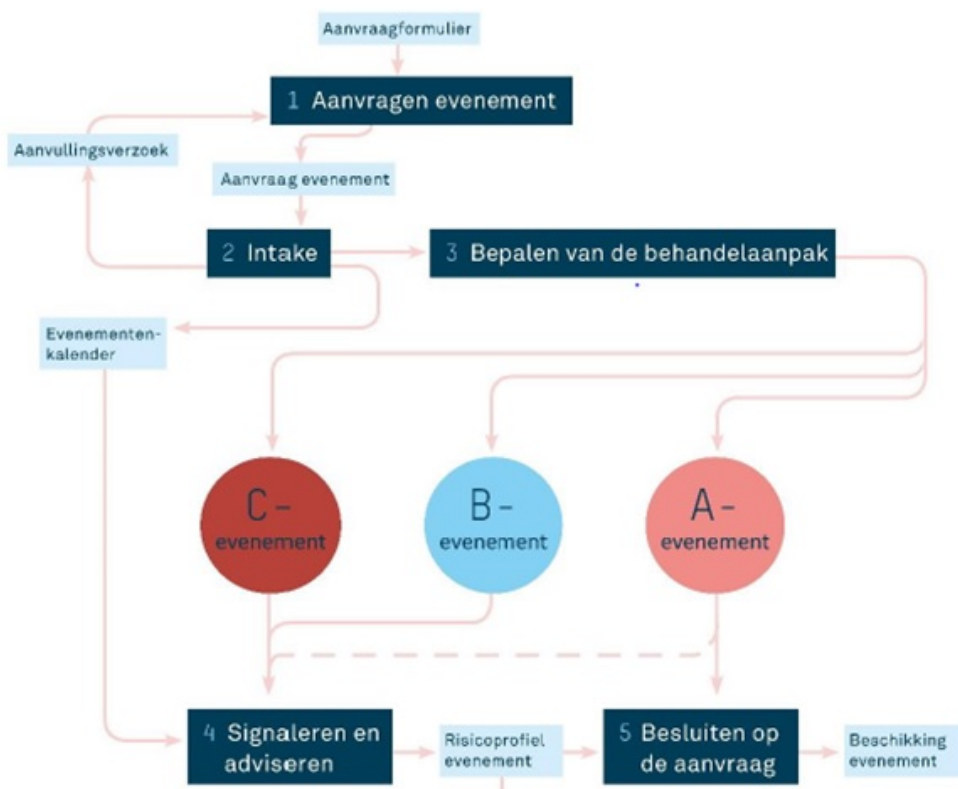 Aanvraagformulier
1 Aanvragen evenement
Aanvullingsverzoek
Aanvraag evenement
2 Intake
3 Bepalen van de behandelaanpak
Evenementen-
kalender
C-
evenement
B-
evenement
A-
evenement
4 Signaleren en
adviseren
Risicoprofiel
evenement
5 Besluiten op
de aanvraag
Beschikking
evenement